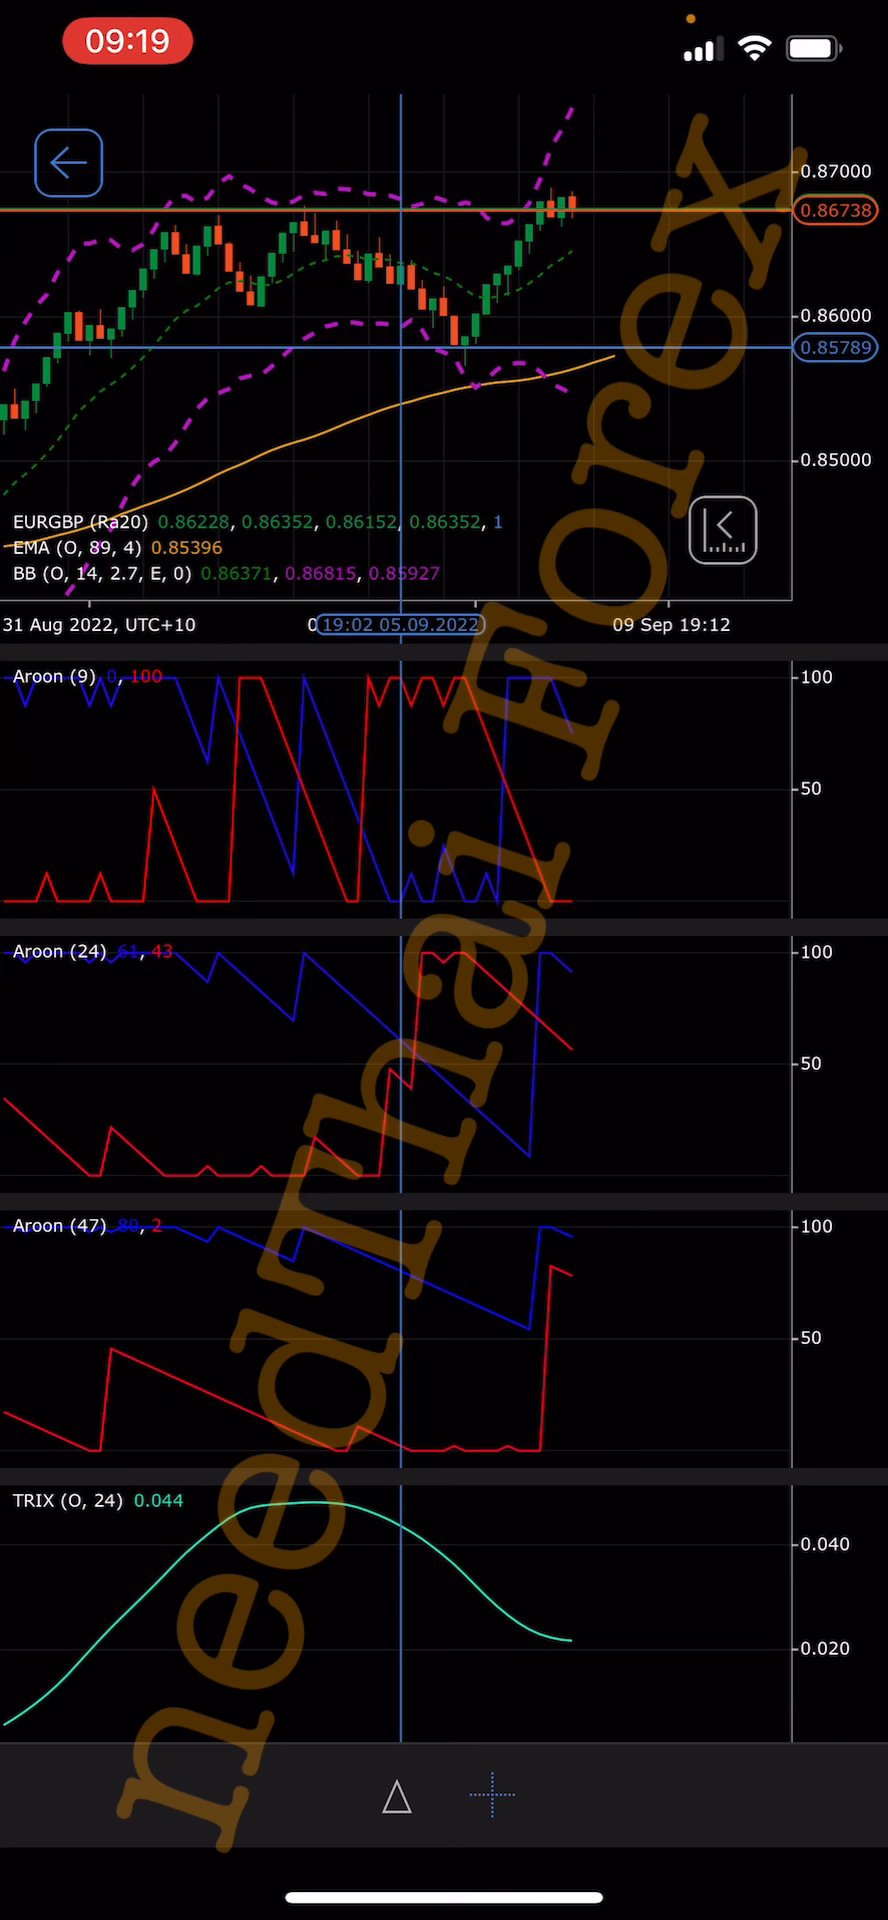 09:19
0.87000
0.86738
0.86000
0.85789
0.85000
EURGBP (Ra20) 0.86228, 0.86352, 0.86152, 0.86352, 1
EMA (O, 89, 4) 0.85396
BB (O, 14, 2.7, E, 0) 0.86371, 0.86815, 0.85927
31 Aug 2022, UTC+10 0 19:02 05.09.2022 09 Sep 19:12
Aroon (9) 0, 100
100
50
Aroon (24) 61, 43
100
50
Aroon (47) 80, 2
100
50
TRIX (O, 24) 0.044
0.040
0.020
needThai Forex